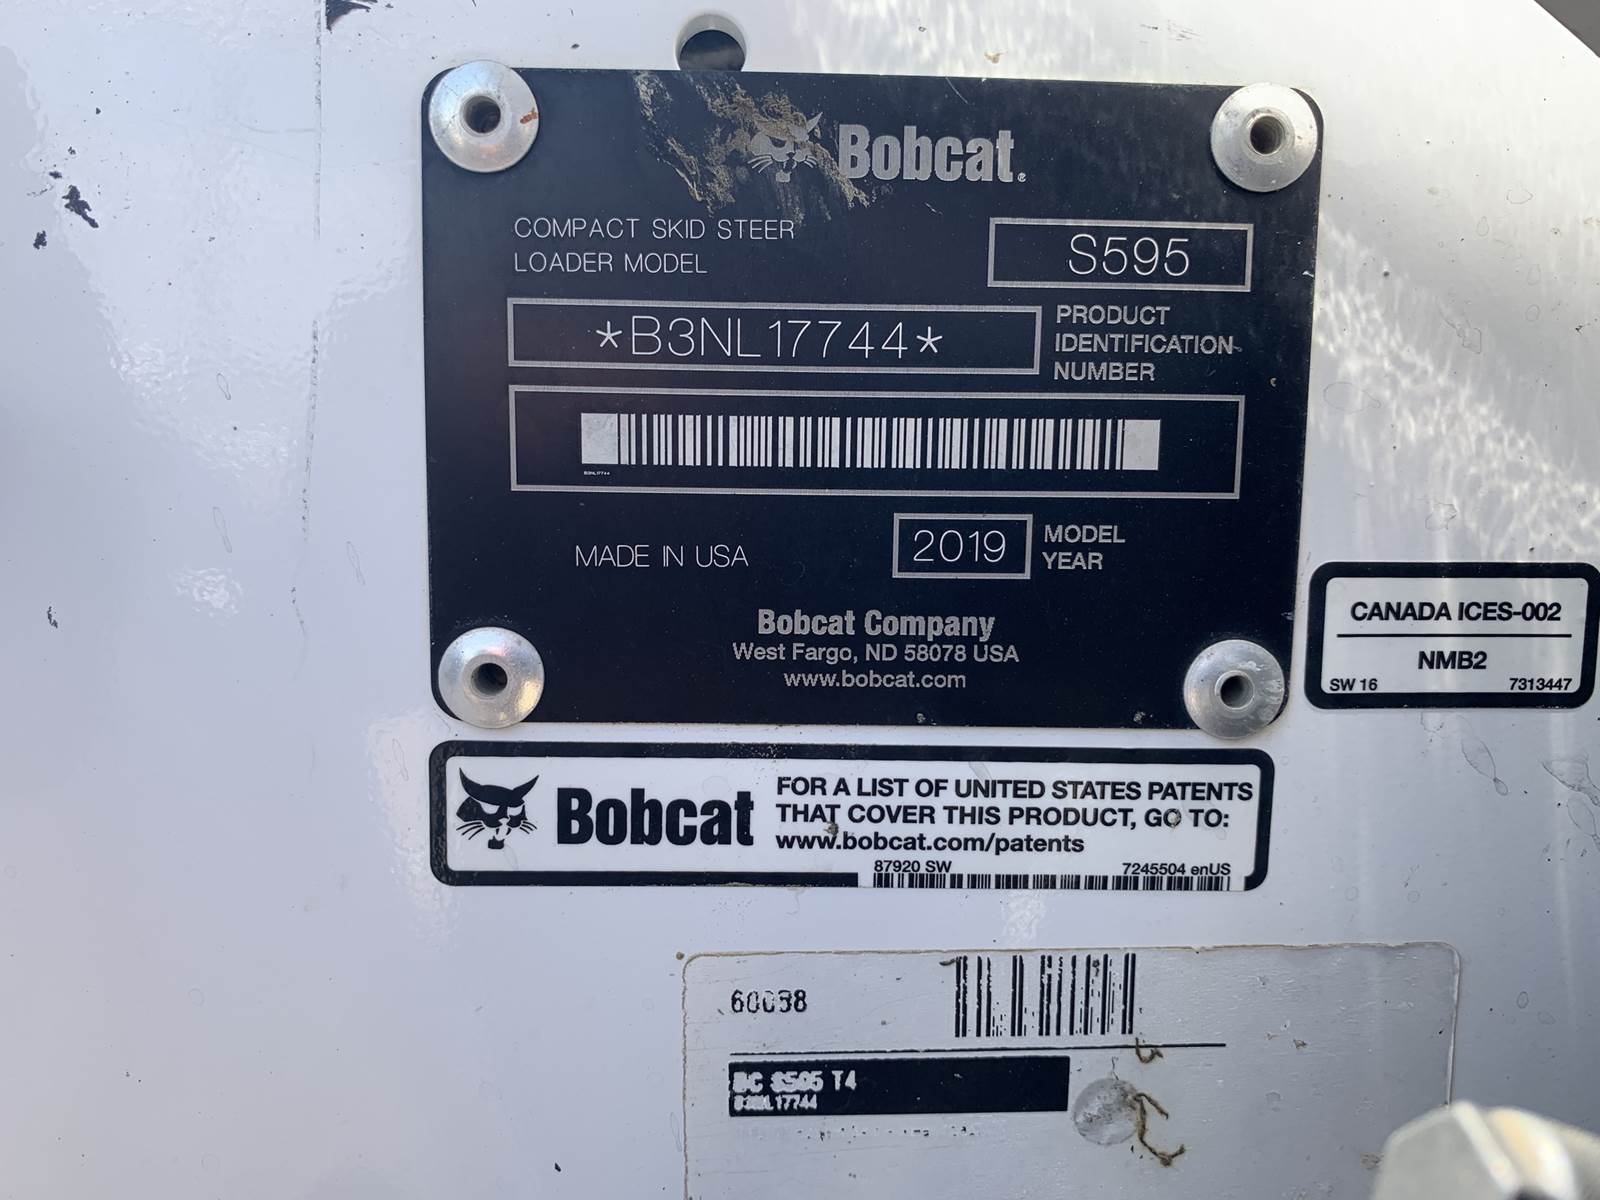 Bobcat®
COMPACT SKID STEER
LOADER MODEL
S595
*B3NL17744*
PRODUCT
IDENTIFICATION
NUMBER
B3NL17744
MADE IN USA
2019
MODEL
YEAR
Bobcat Company
West Fargo, ND 58078 USA
www.bobcat.com
CANADA ICES-002
NMB2
SW 16 7313447
Bobcat
FOR A LIST OF UNITED STATES PATENTS
THAT COVER THIS PRODUCT, GO TO:
www.bobcat.com/patents
87920 SW 7245504 enUS
T4
B3NL17744